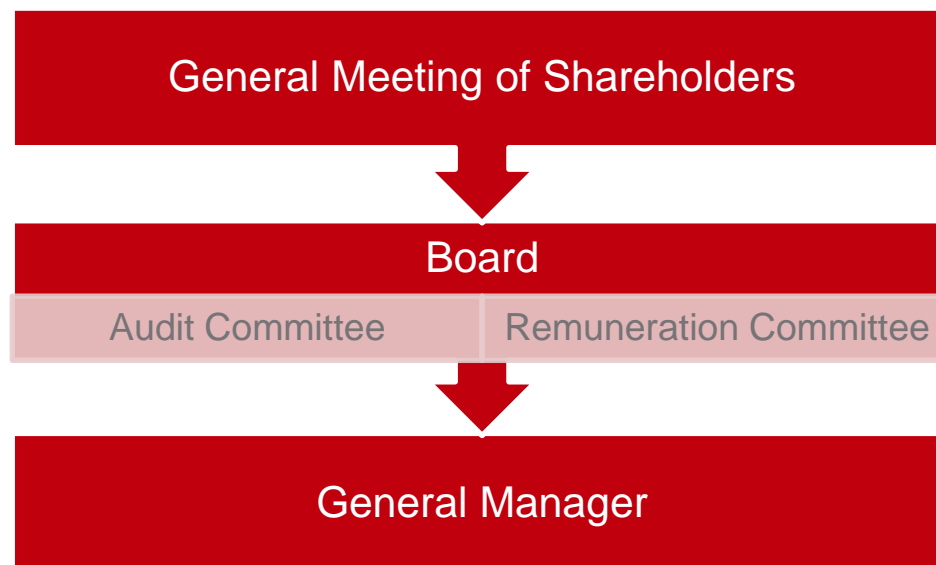 General Meeting of Shareholders
Board
Audit Committee
Remuneration Committee
General Manager